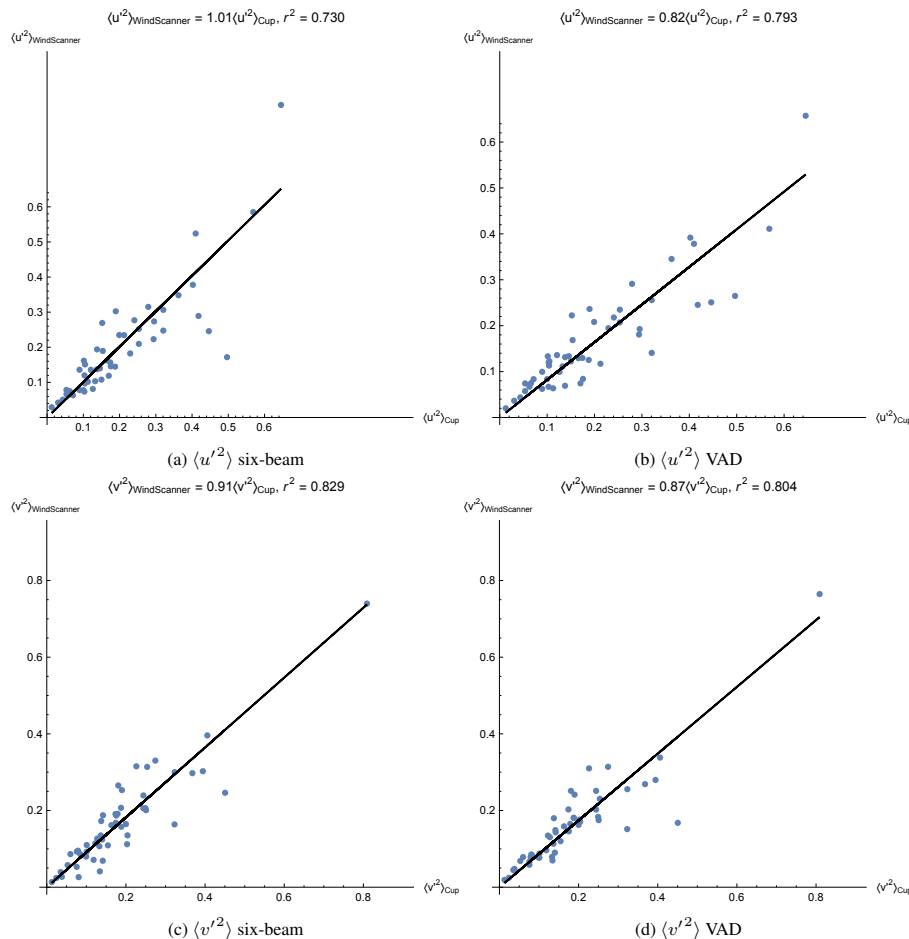 ⟨u'²⟩WindScanner = 1.01⟨u'²⟩Cup, r² = 0.730
⟨u'²⟩WindScanner
0.6
0.5
0.4
0.3
0.2
0.1
0.1 0.2 0.3 0.4 0.5 0.6
⟨u'²⟩Cup
(a) ⟨u'²⟩ six-beam
⟨u'²⟩WindScanner = 0.82⟨u'²⟩Cup, r² = 0.793
⟨u'²⟩WindScanner
0.6
0.5
0.4
0.3
0.2
0.1
0.1 0.2 0.3 0.4 0.5 0.6
⟨u'²⟩Cup
(b) ⟨u'²⟩ VAD
⟨v'²⟩WindScanner = 0.91⟨v'²⟩Cup, r² = 0.829
⟨v'²⟩WindScanner
0.8
0.6
0.4
0.2
0.2 0.4 0.6 0.8
⟨v'²⟩Cup
(c) ⟨v'²⟩ six-beam
⟨v'²⟩WindScanner = 0.87⟨v'²⟩Cup, r² = 0.804
⟨v'²⟩WindScanner
0.8
0.6
0.4
0.2
0.2 0.4 0.6 0.8
⟨v'²⟩Cup
(d) ⟨v'²⟩ VAD